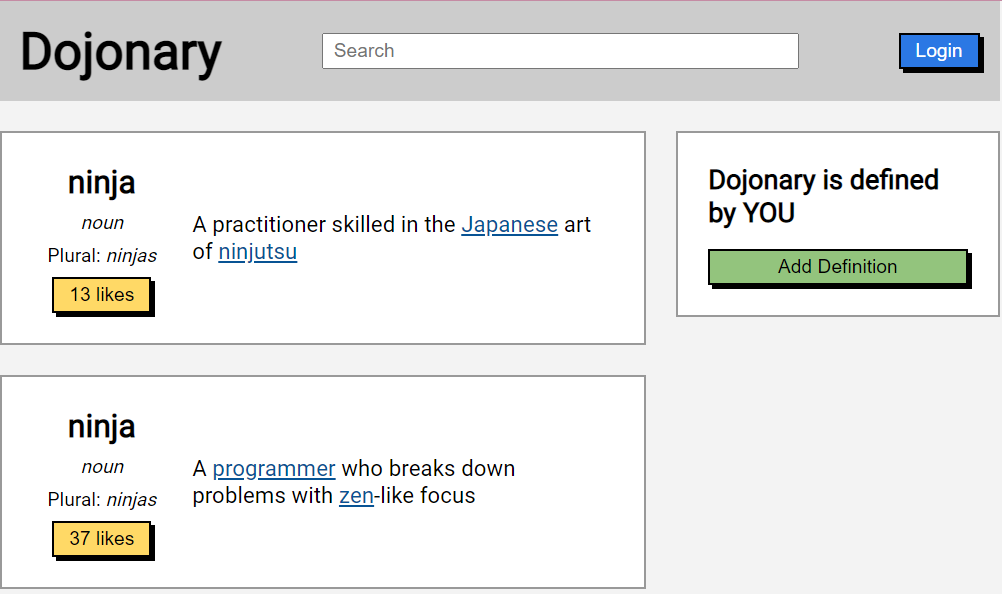 Dojonary
Search
Login
ninja
noun
Plural: ninjas
13 likes
A practitioner skilled in the Japanese art
of ninjutsu
Dojonary is defined
by YOU
Add Definition
ninja
noun
Plural: ninjas
37 likes
A programmer who breaks down
problems with zen-like focus